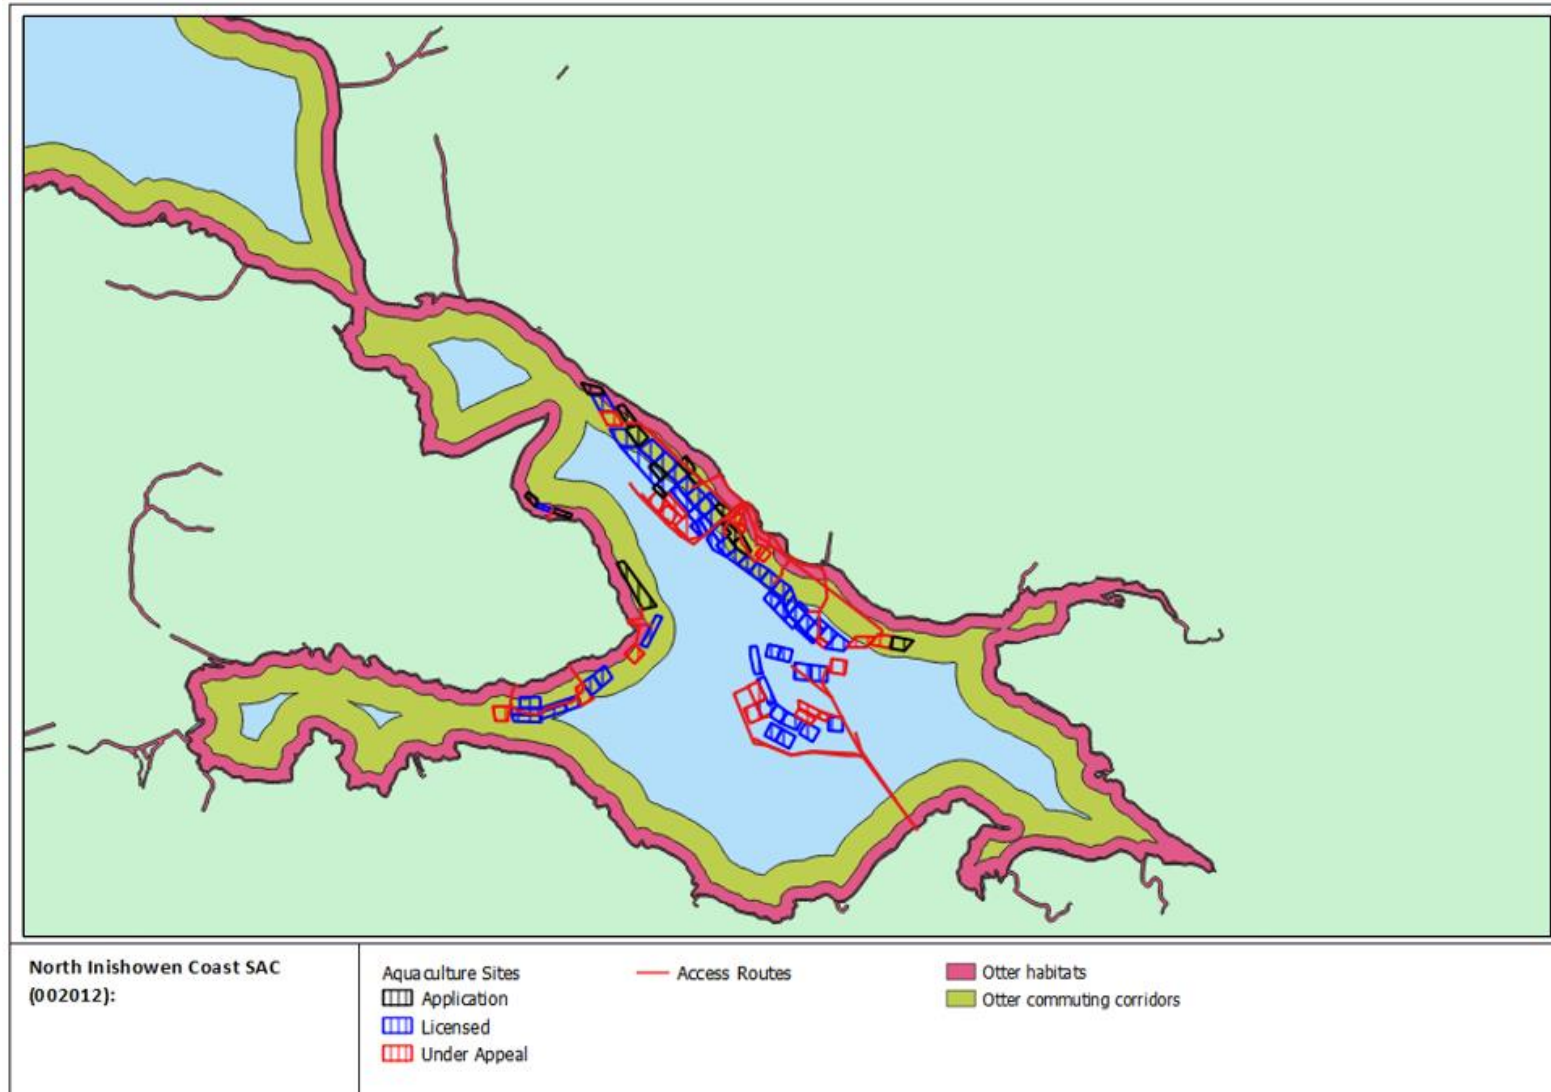 North Inishowen Coast SAC
(002012):
Aquaculture Sites
Application
Licensed
Under Appeal
Access Routes
Otter habitats
Otter commuting corridors